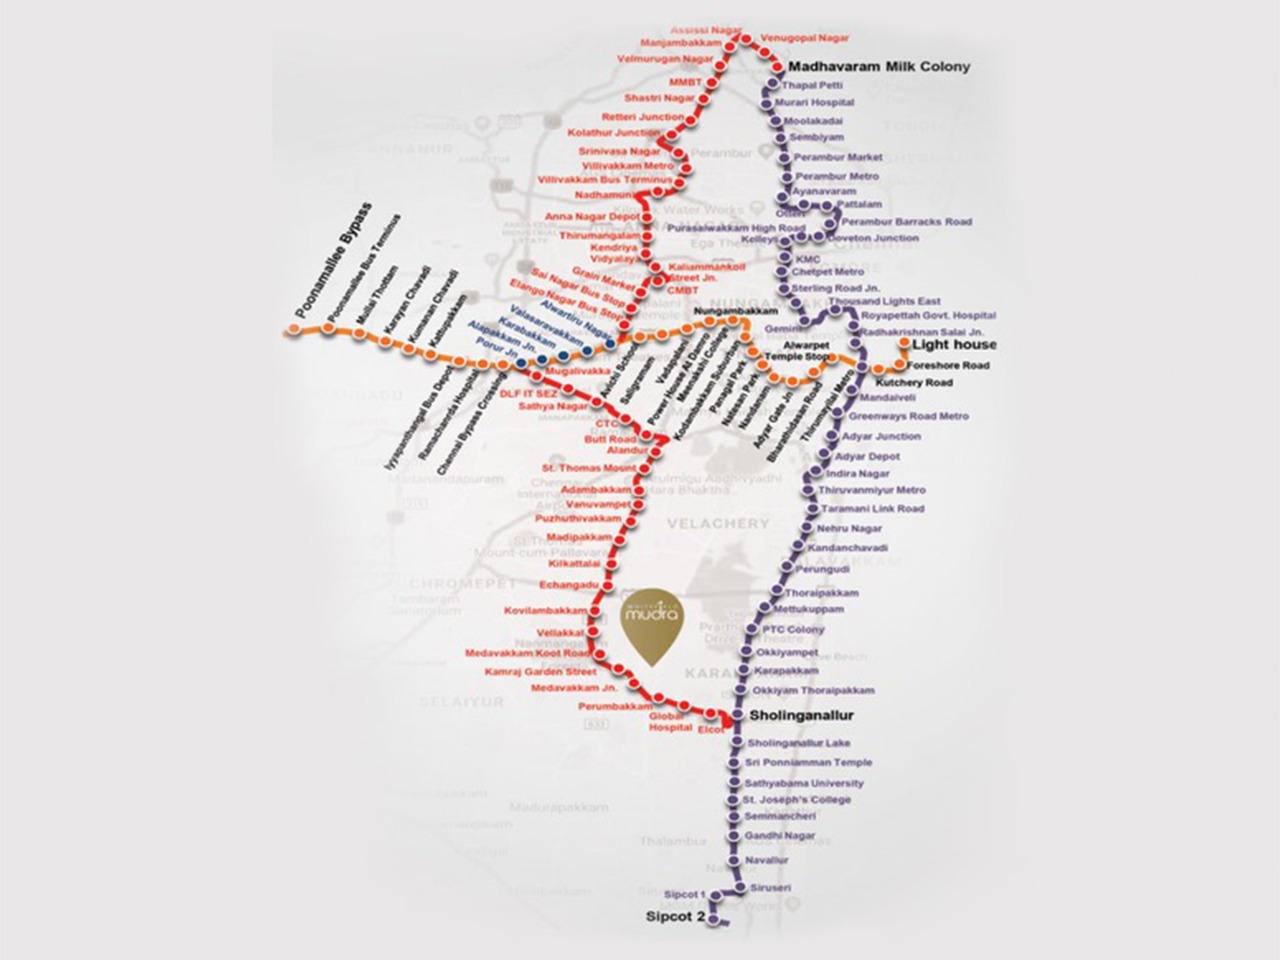 Assissi Nagar
Manjambakkam
Velmurugan Nagar
MMBT
Shastri Nagar
Retteri Junction
Kolathur Junction
Srinivasa Nagar
Villivakkam Metro
Villivakkam Bus Terminus
Nadhamuni
Anna Nagar Depot
Thirumangalam
Kendriya
Vidyalaya
Grain Market
Sai Nagar Bus Stop
Elango Nagar Bus Stop
Kaliammankoil
Street Jn.
CMBT
Venugopal Nagar
Madhavaram Milk Colony
Thapal Petti
Murari Hospital
Moolakadai
Sembiyam
Perambur Market
Perambur Metro
Ayanavaram
Otteri
Pattalam
Perambur Barracks Road
Purasaiwakkam High Road
Kelleys
Doveton Junction
KMC
Chetpet Metro
Sterling Road Jn.
Thousand Lights East
Royapettah Govt. Hospital
Gemini
Radhakrishnan Salai Jn.
Light house
Foreshore Road
Kutchery Road
Alwarpet
Temple Stop
Nungambakkam
Poonamallee Bypass
Poonamallee Bus Terminus
Mullai Thottam
Karayan Chavadi
Kumanan Chavadi
Kattupakkam
Iyyapanthangal Bus Depot
Ramachandra Hospital
Chennai Bypass Crossing
Alwartiru Nagar
Valasaravakkam
Karabakkam
Alapakkam Jn.
Porur Jn.
Avichi School
Saligramam
Vadapalani
Power House
Meenakshi College
Kodambakkam Suburban
Panagal Park
Natesan Park
Nandanam
Adyar Gate Jn
Bharathidasan Road
Thirumayilai Metro
Mugalivakka
DLF IT SEZ
Sathya Nagar
CTC
Butt Road
Alandur
St. Thomas Mount
Adambakkam
Vanuvampet
Puzhuthivakkam
Madipakkam
Kilkattalai
Echangadu
Kovilambakkam
Vellakkal
Medavakkam Koot Road
Kamraj Garden Street
Medavakkam Jn.
Perumbakkam
Global
Hospital
Elcot
mudra
Mandaiveli
Greenways Road Metro
Adyar Junction
Adyar Depot
Indira Nagar
Thiruvanmiyur Metro
Taramani Link Road
Nehru Nagar
Kandanchavadi
Perungudi
Thoraipakkam
Mettukuppam
PTC Colony
Okkiyampet
Karapakkam
Okkiyam Thoraipakkam
Sholinganallur
Sholinganallur Lake
Sri Ponniamman Temple
Sathyabama University
St. Joseph's College
Semmancheri
Gandhi Nagar
Navallur
Siruseri
Sipcot 1
Sipcot 2
ANNANUR
Perambur
VELACHERY
CHROMEPET
SELAIYUR
Madurapakkam
Thalambur